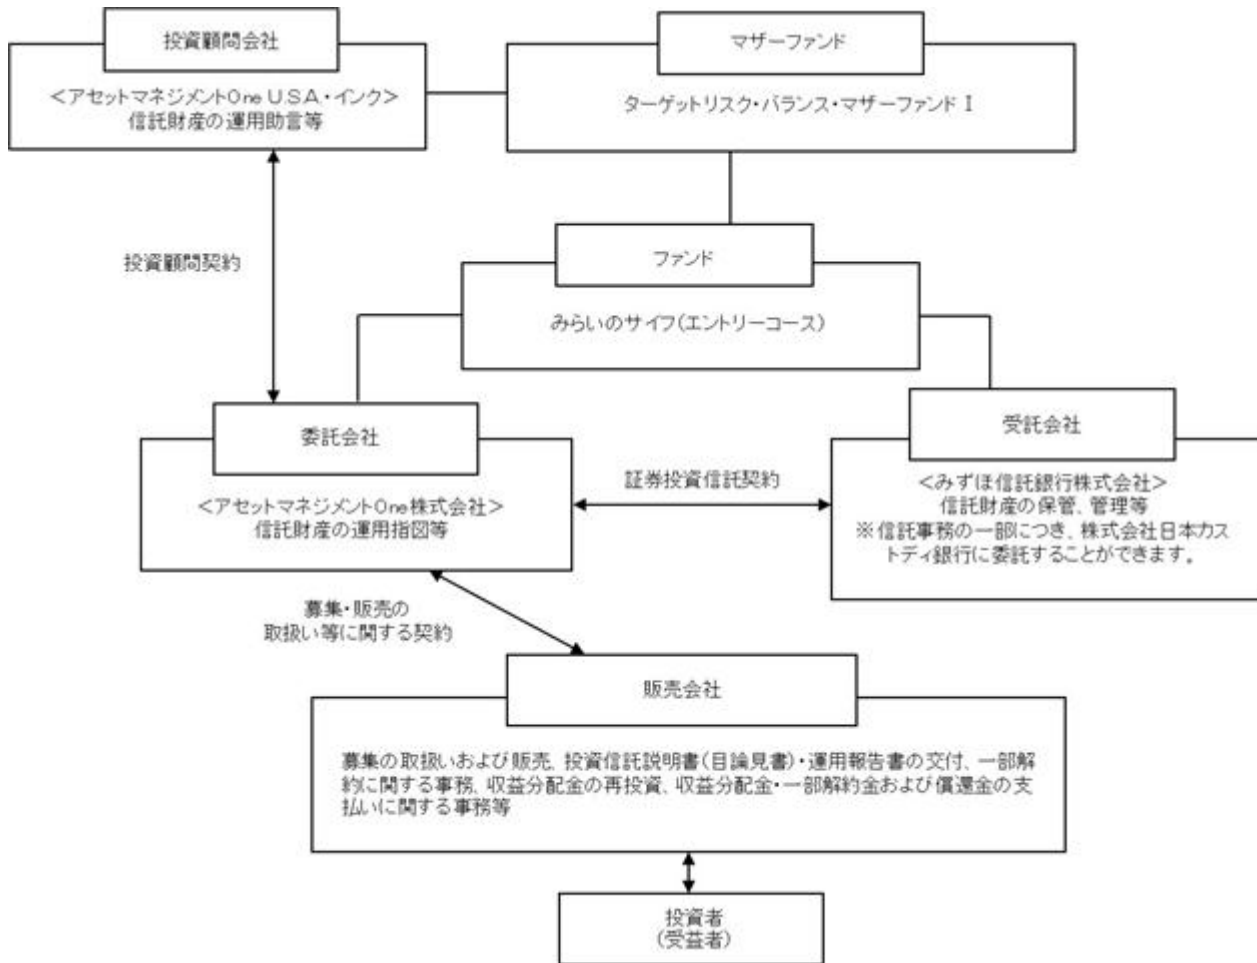 投資顧問会社
<アセットマネジメントOne U.S.A.・インク>
信託財産の運用助言等
マザーファンド
ターゲットリスク・バランス・マザーファンドⅠ
投資顧問契約
ファンド
みらいのサイフ(エントリーコース)
委託会社
<アセットマネジメントOne株式会社>
信託財産の運用指図等
証券投資信託契約
受託会社
<みずほ信託銀行株式会社>
信託財産の保管、管理等
※信託事務の一部につき、株式会社日本カス
トディ銀行に委託することができます。
募集・販売の
取扱い等に関する契約
販売会社
募集の取扱いおよび販売、投資信託説明書(目論見書)・運用報告書の交付、一部解
約に関する事務、収益分配金の再投資、収益分配金・一部解約金および償還金の支
払いに関する事務等
投資者
(受益者)